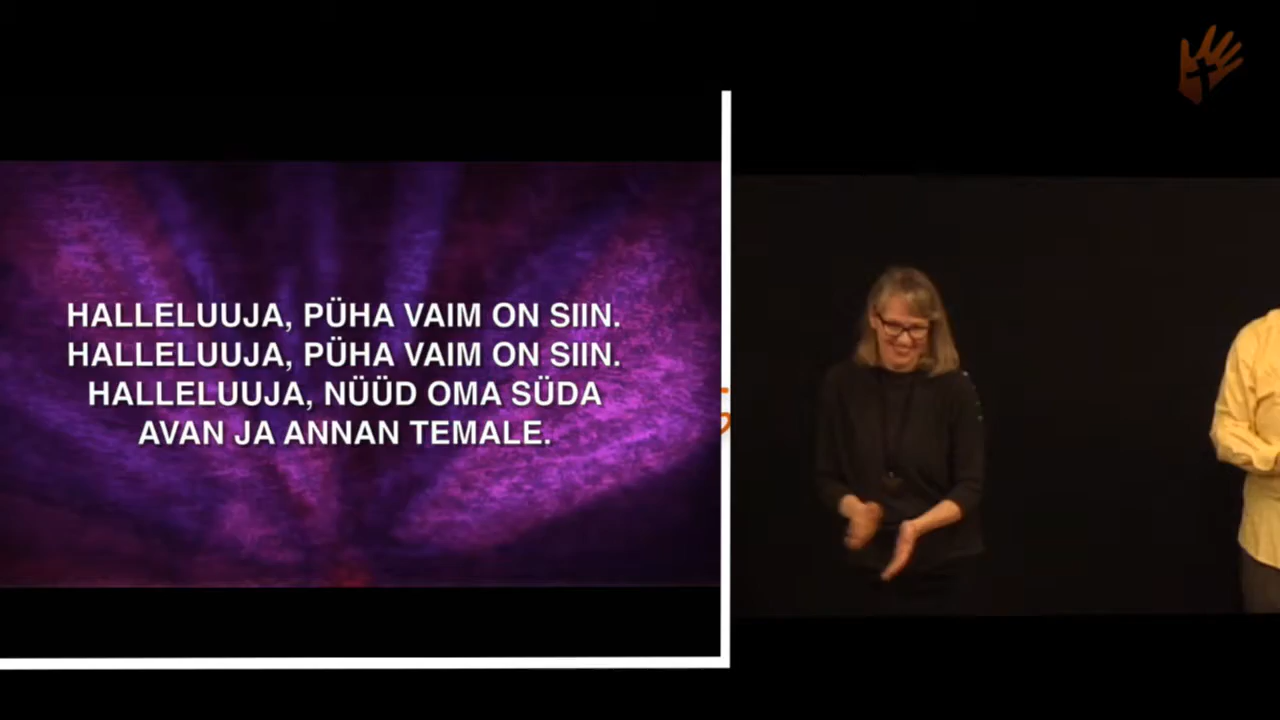 HALLELUUJA, PÜHA VAIM ON SIIN.
HALLELUUJA, PÜHA VAIM ON SIIN.
HALLELUUJA, NÜÜD OMA SÜDA
AVAN JA ANNAN TEMALE.